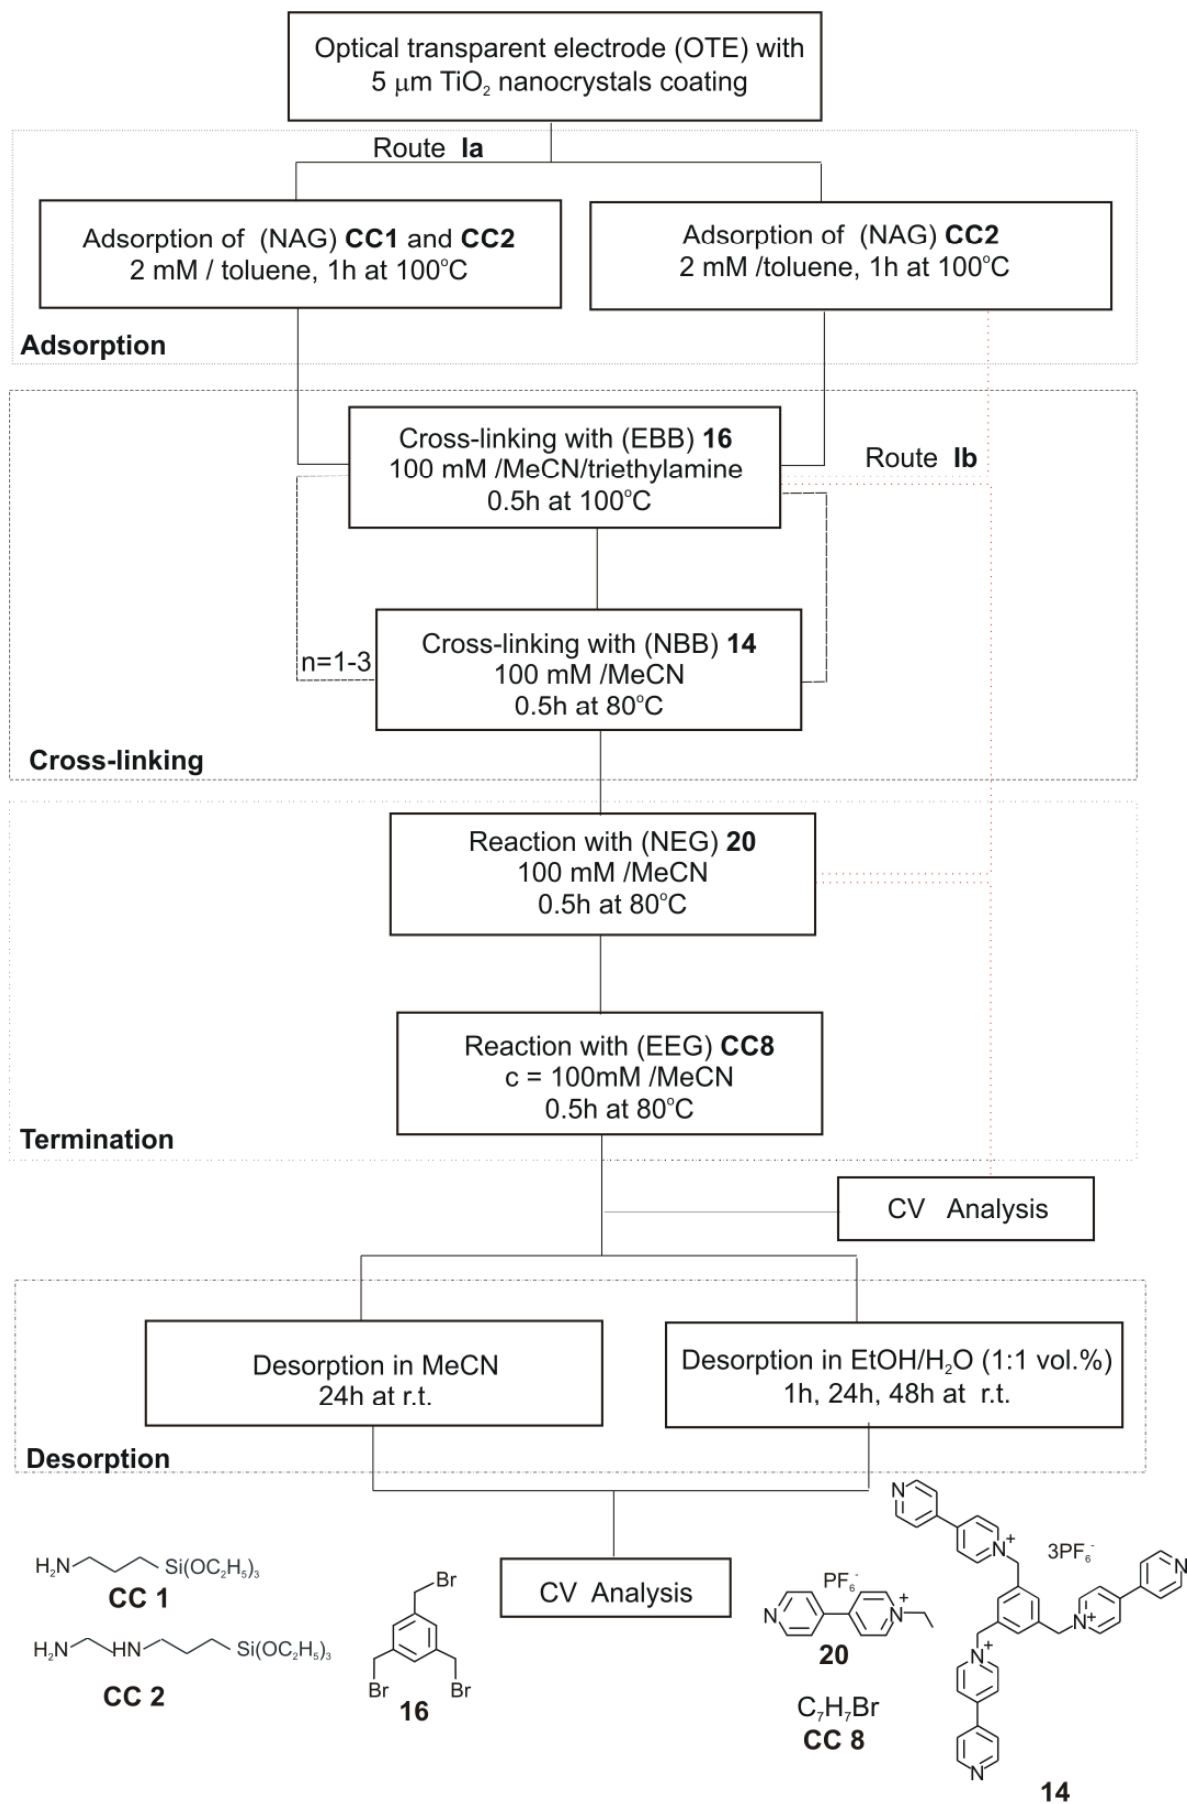 Optical transparent electrode (OTE) with
5 μm TiO₂ nanocrystals coating
Route Ia
Adsorption of (NAG) CC1 and CC2
2 mM / toluene, 1h at 100°C
Adsorption of (NAG) CC2
2 mM /toluene, 1h at 100°C
Adsorption
Cross-linking with (EBB) 16
100 mM /MeCN/triethylamine
0.5h at 100°C
Route Ib
Cross-linking with (NBB) 14
100 mM /MeCN
0.5h at 80°C
n=1-3
Cross-linking
Reaction with (NEG) 20
100 mM /MeCN
0.5h at 80°C
Reaction with (EEG) CC8
c = 100mM /MeCN
0.5h at 80°C
Termination
CV Analysis
Desorption in MeCN
24h at r.t.
Desorption in EtOH/H₂O (1:1 vol.%)
1h, 24h, 48h at r.t.
Desorption
CV Analysis
H₂N Si(OC₂H₅)₃
CC 1
H₂N HN Si(OC₂H₅)₃
CC 2
Br
Br
Br
16
PF₆⁻
N N⁺
20
C₇H₇Br
CC 8
N
N⁺
3PF₆⁻
N
N⁺
N⁺
N
14